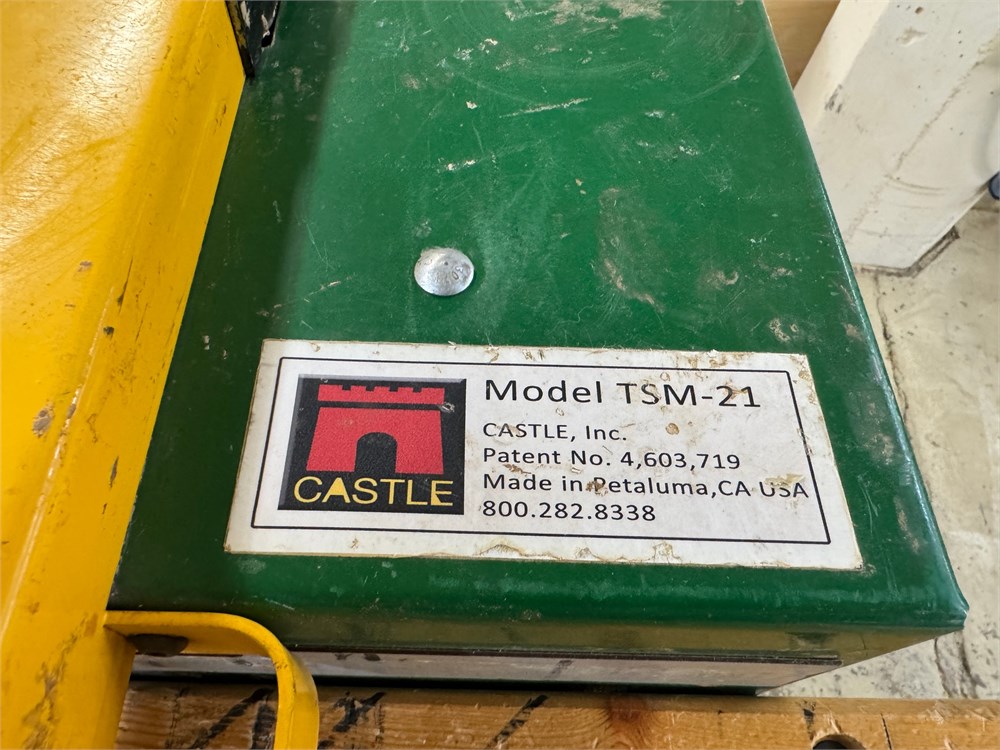 Model TSM-21
CASTLE, Inc.
Patent No. 4,603,719
Made in Petaluma,CA USA
800.282.8338
CASTLE